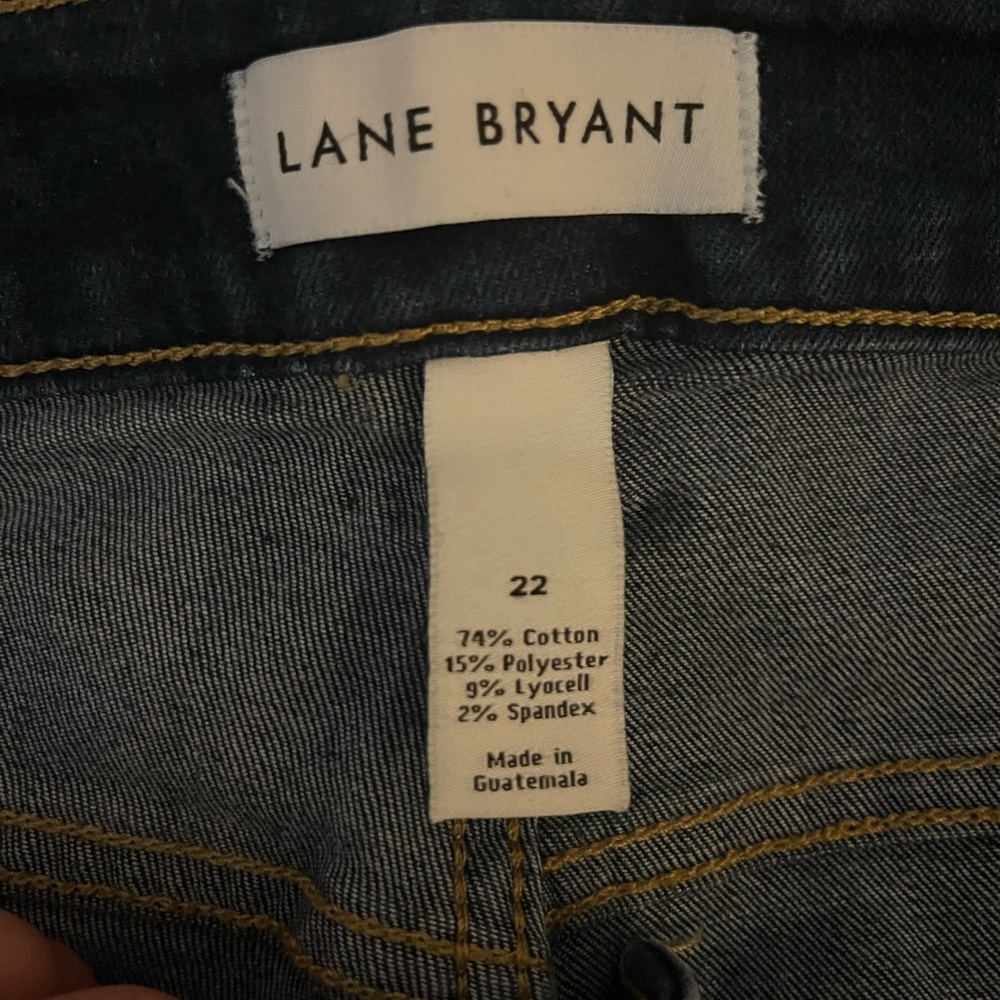 LANE BRYANT
22
74% Cotton
15% Polyester
9% Lyocell
2% Spandex
Made in
Guatemala